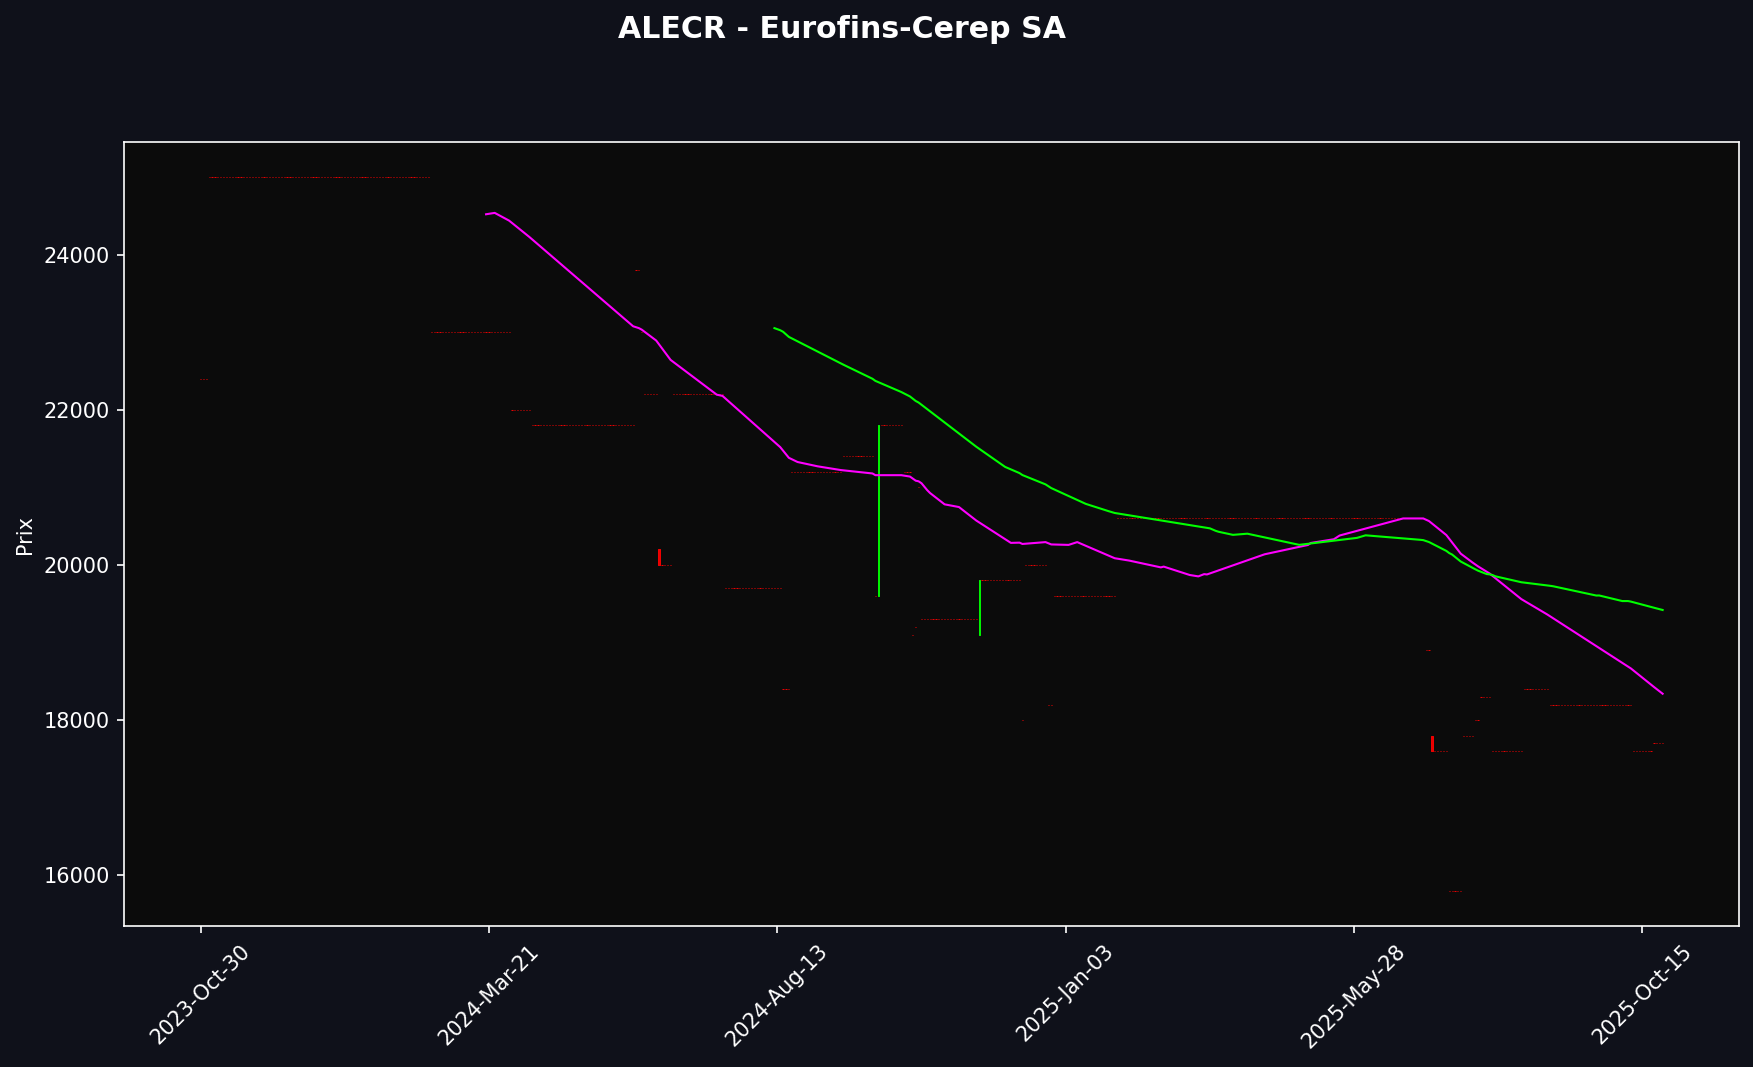 ALECR - Eurofins-Cerep SA
Prix
24000
22000
20000
18000
16000
2023-Oct-30
2024-Mar-21
2024-Aug-13
2025-Jan-03
2025-May-28
2025-Oct-15